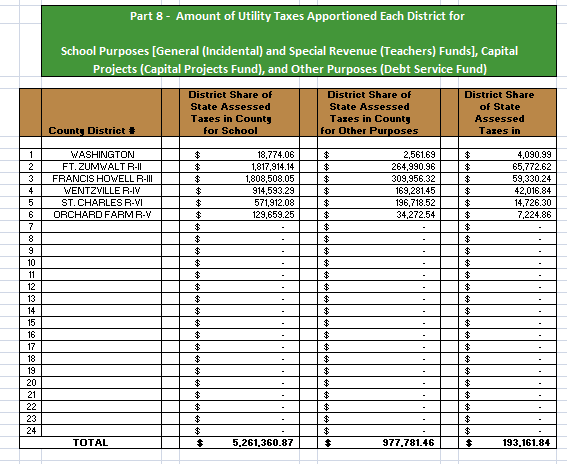 Part 8 - Amount of Utility Taxes Apportioned Each District for
School Purposes [General (Incidental) and Special Revenue (Teachers) Funds], Capital
Projects (Capital Projects Fund), and Other Purposes (Debt Service Fund)
County District # District Share of State Assessed Taxes in County for School District Share of State Assessed Taxes in County for Other Purposes District Share of State Assessed Taxes in
1 WASHINGTON $ 18,774.06 $ 2,561.69 $ 4,090.99
2 FT. ZUMWALT R-II $ 1,817,914.14 $ 264,990.96 $ 65,772.62
3 FRANCIS HOWELL R-III $ 1,808,508.05 $ 309,956.32 $ 59,330.24
4 WENTZVILLE R-IV $ 914,593.29 $ 169,281.45 $ 42,016.84
5 ST. CHARLES R-VI $ 571,912.08 $ 196,718.52 $ 14,726.30
6 ORCHARD FARM R-V $ 129,659.25 $ 34,272.54 $ 7,224.86
7 $ - $ - $ -
8 $ - $ - $ -
9 $ - $ - $ -
10 $ - $ - $ -
11 $ - $ - $ -
12 $ - $ - $ -
13 $ - $ - $ -
14 $ - $ - $ -
15 $ - $ - $ -
16 $ - $ - $ -
17 $ - $ - $ -
18 $ - $ - $ -
19 $ - $ - $ -
20 $ - $ - $ -
21 $ - $ - $ -
22 $ - $ - $ -
23 $ - $ - $ -
24 $ - $ - $ -
TOTAL $ 5,261,360.87 $ 977,781.46 $ 193,161.84